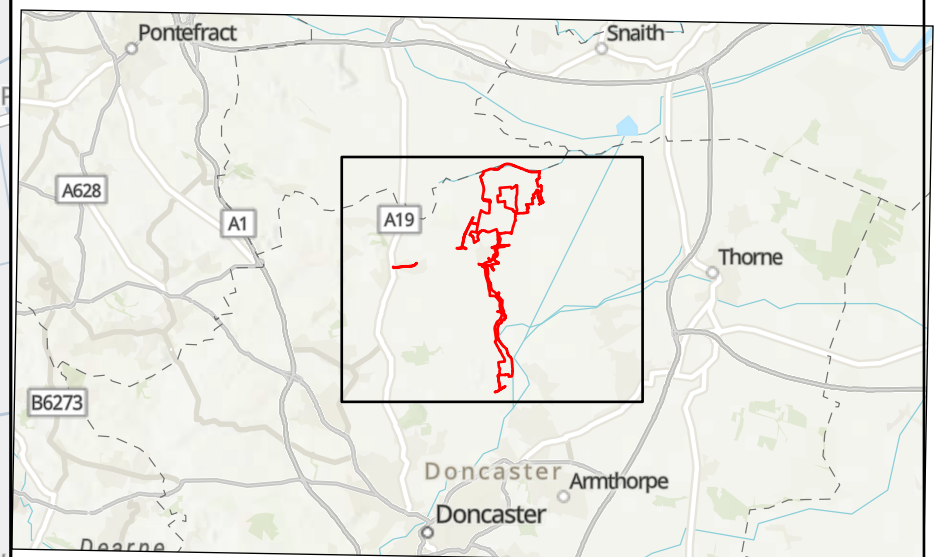 Pontefract
Snaith
A628
A1
A19
Thorne
B6273
Doncaster
Armthorpe
Doncaster
Dearne